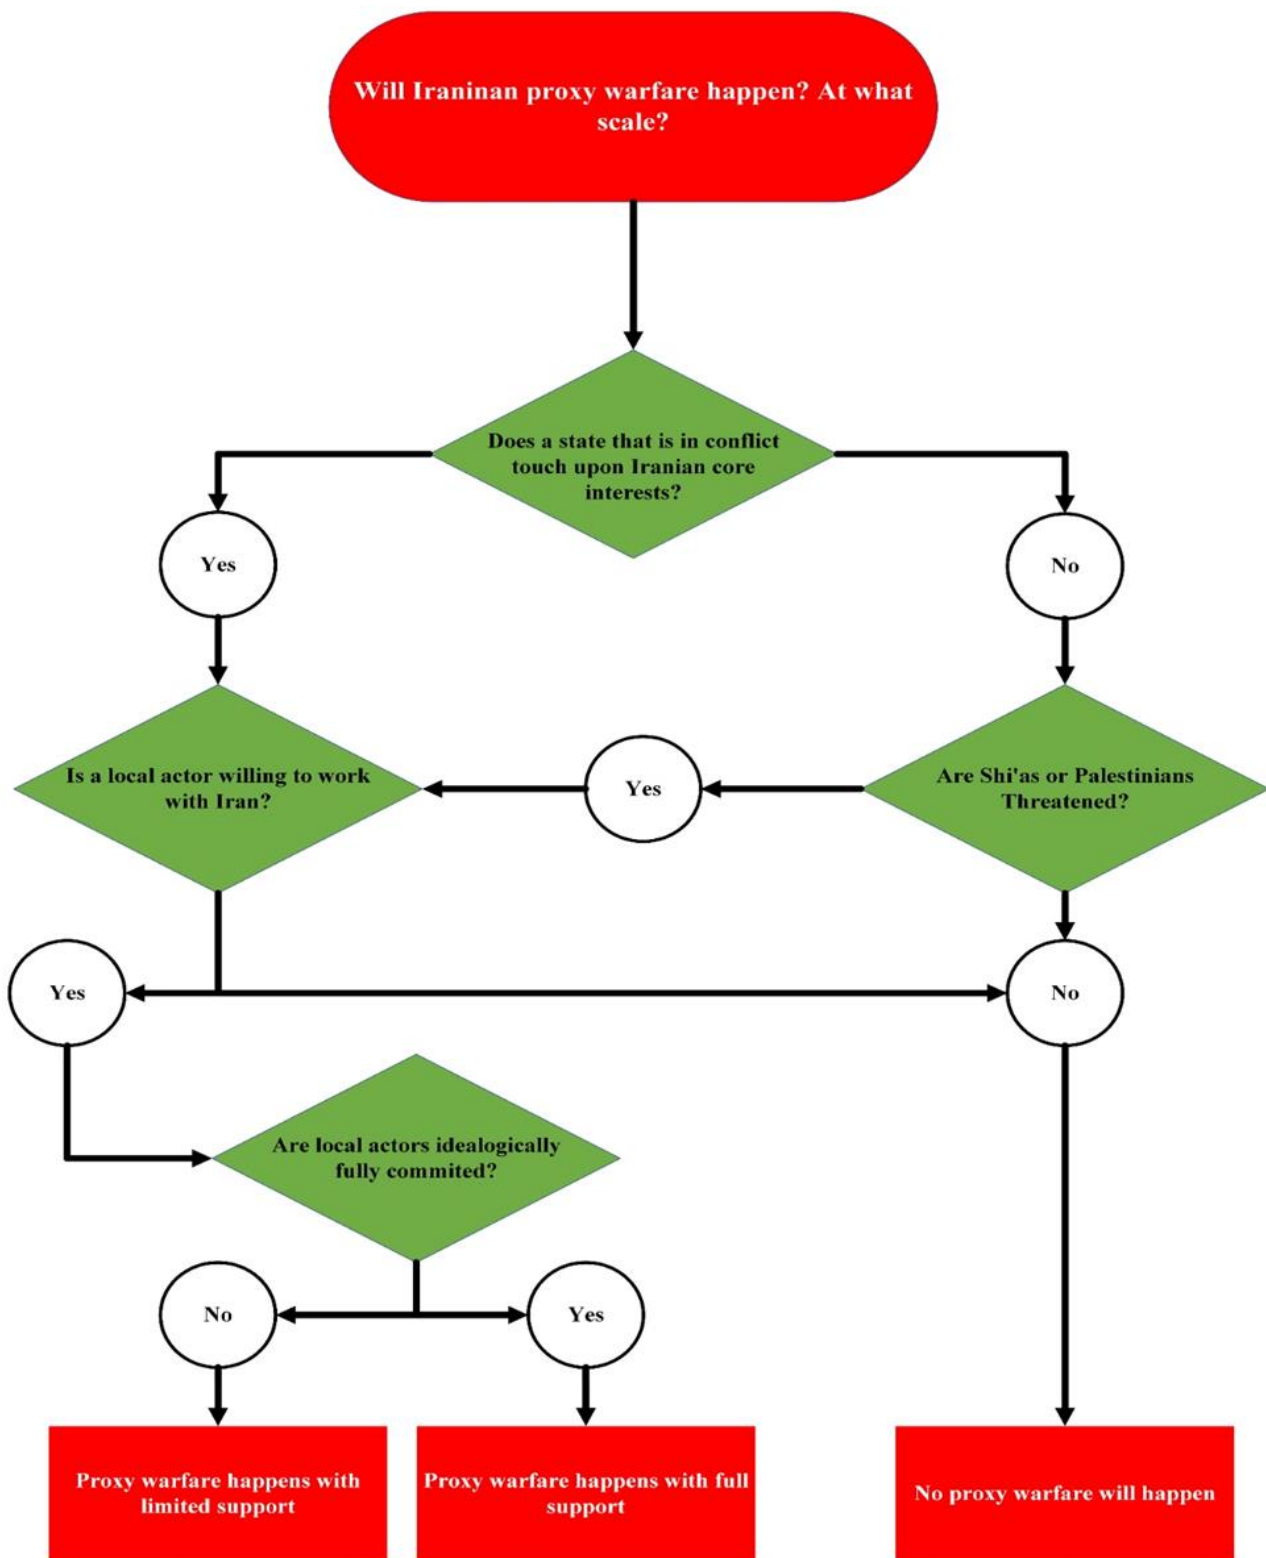 Will Iraninan proxy warfare happen? At what
scale?
Does a state that is in conflict
touch upon Iranian core
interests?
Yes
No
Is a local actor willing to work
with Iran?
Yes
Are Shi'as or Palestinians
Threatened?
Yes
No
Are local actors idealogically
fully commited?
No
Yes
Proxy warfare happens with
limited support
Proxy warfare happens with full
support
No proxy warfare will happen